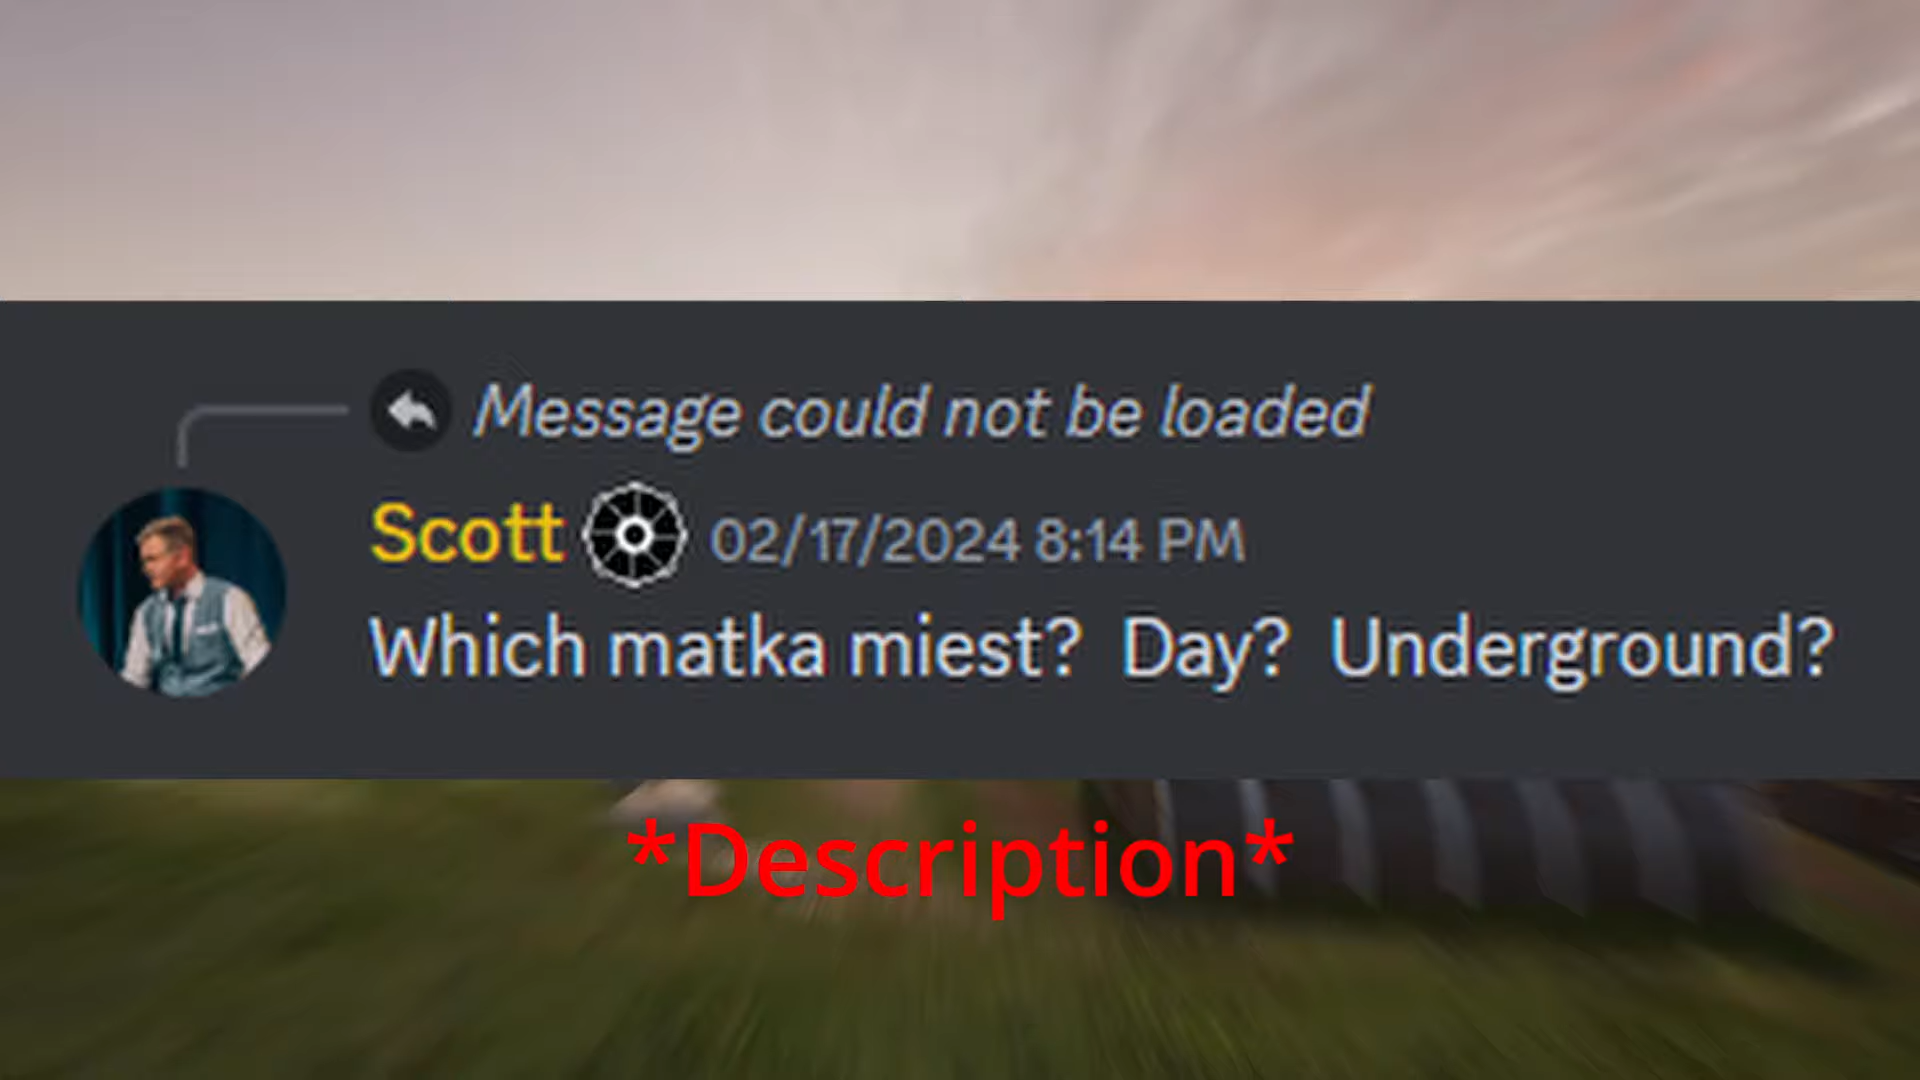 Message could not be loaded
Scott 02/17/2024 8:14 PM
Which matka miest? Day? Underground?
*Description*